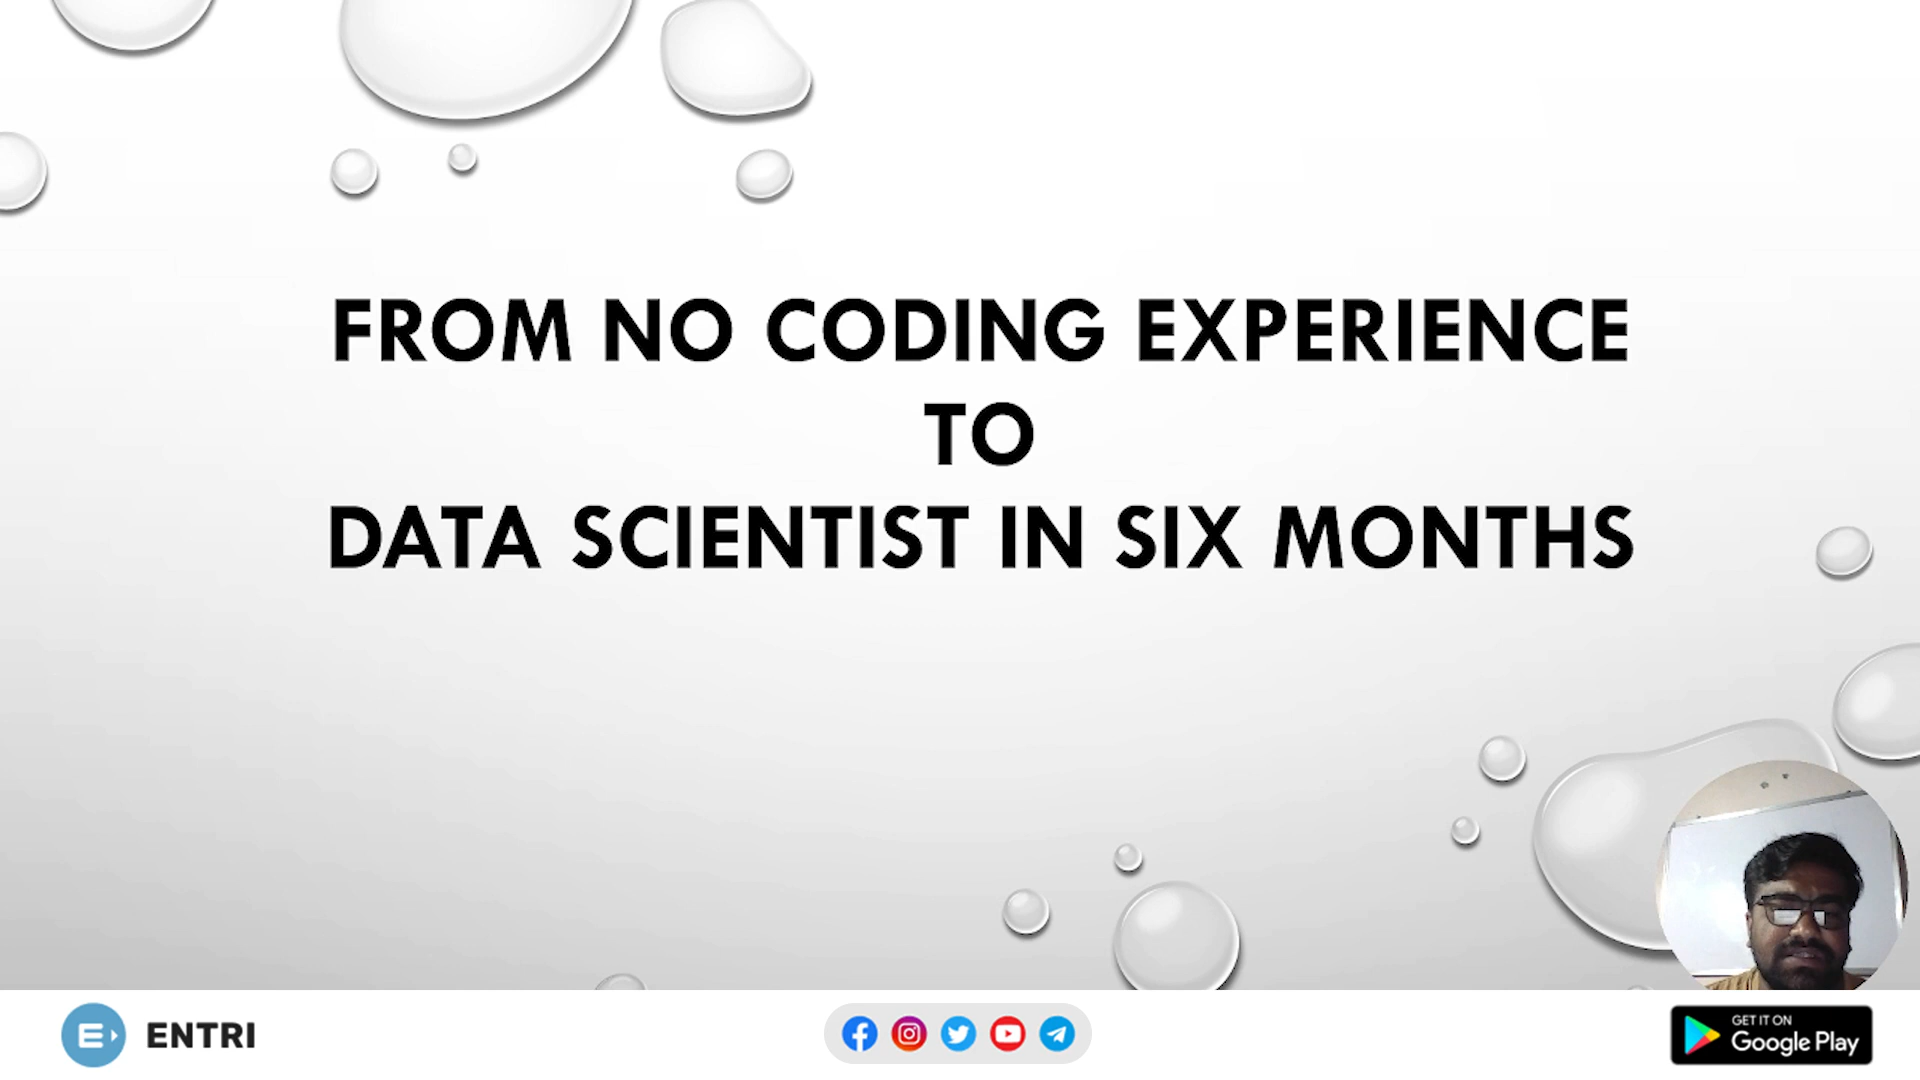 FROM NO CODING EXPERIENCE
TO
DATA SCIENTIST IN SIX MONTHS
E
ENTRI
GET IT ON
Google Play